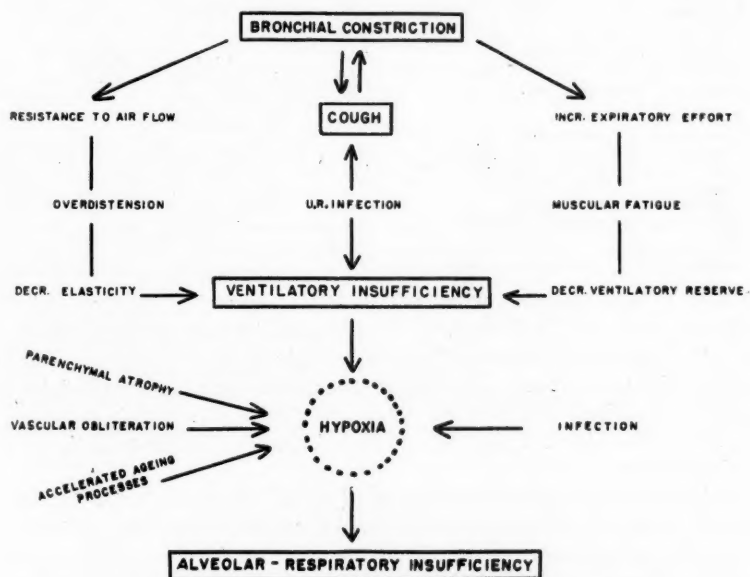 BRONCHIAL CONSTRICTION
RESISTANCE TO AIR FLOW
COUGH
INCR. EXPIRATORY EFFORT
OVERDISTENSION
U.R. INFECTION
MUSCULAR FATIGUE
DECR. ELASTICITY
VENTILATORY INSUFFICIENCY
DECR. VENTILATORY RESERVE
PARENCHYMAL ATROPHY
VASCULAR OBLITERATION
HYPOXIA
INFECTION
ACCELERATED AGEING
PROCESSES
ALVEOLAR - RESPIRATORY INSUFFICIENCY